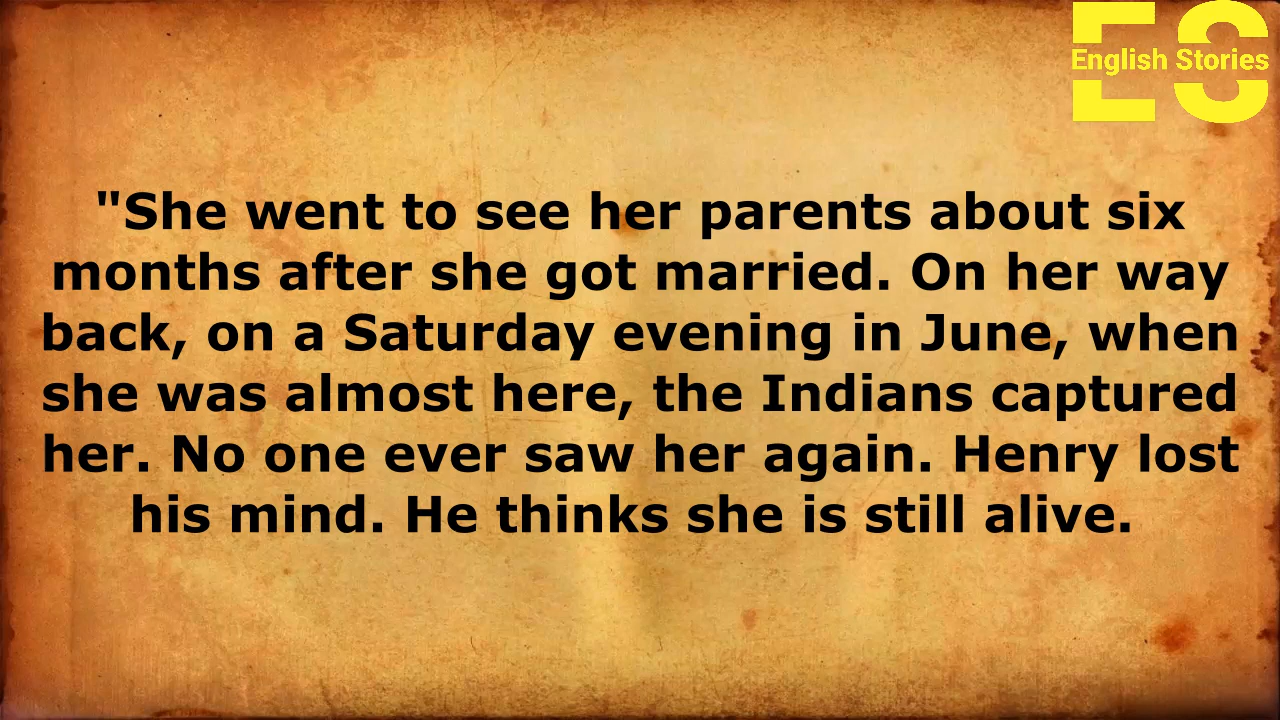 ES
English Stories
"She went to see her parents about six
months after she got married. On her way
back, on a Saturday evening in June, when
she was almost here, the Indians captured
her. No one ever saw her again. Henry lost
his mind. He thinks she is still alive.